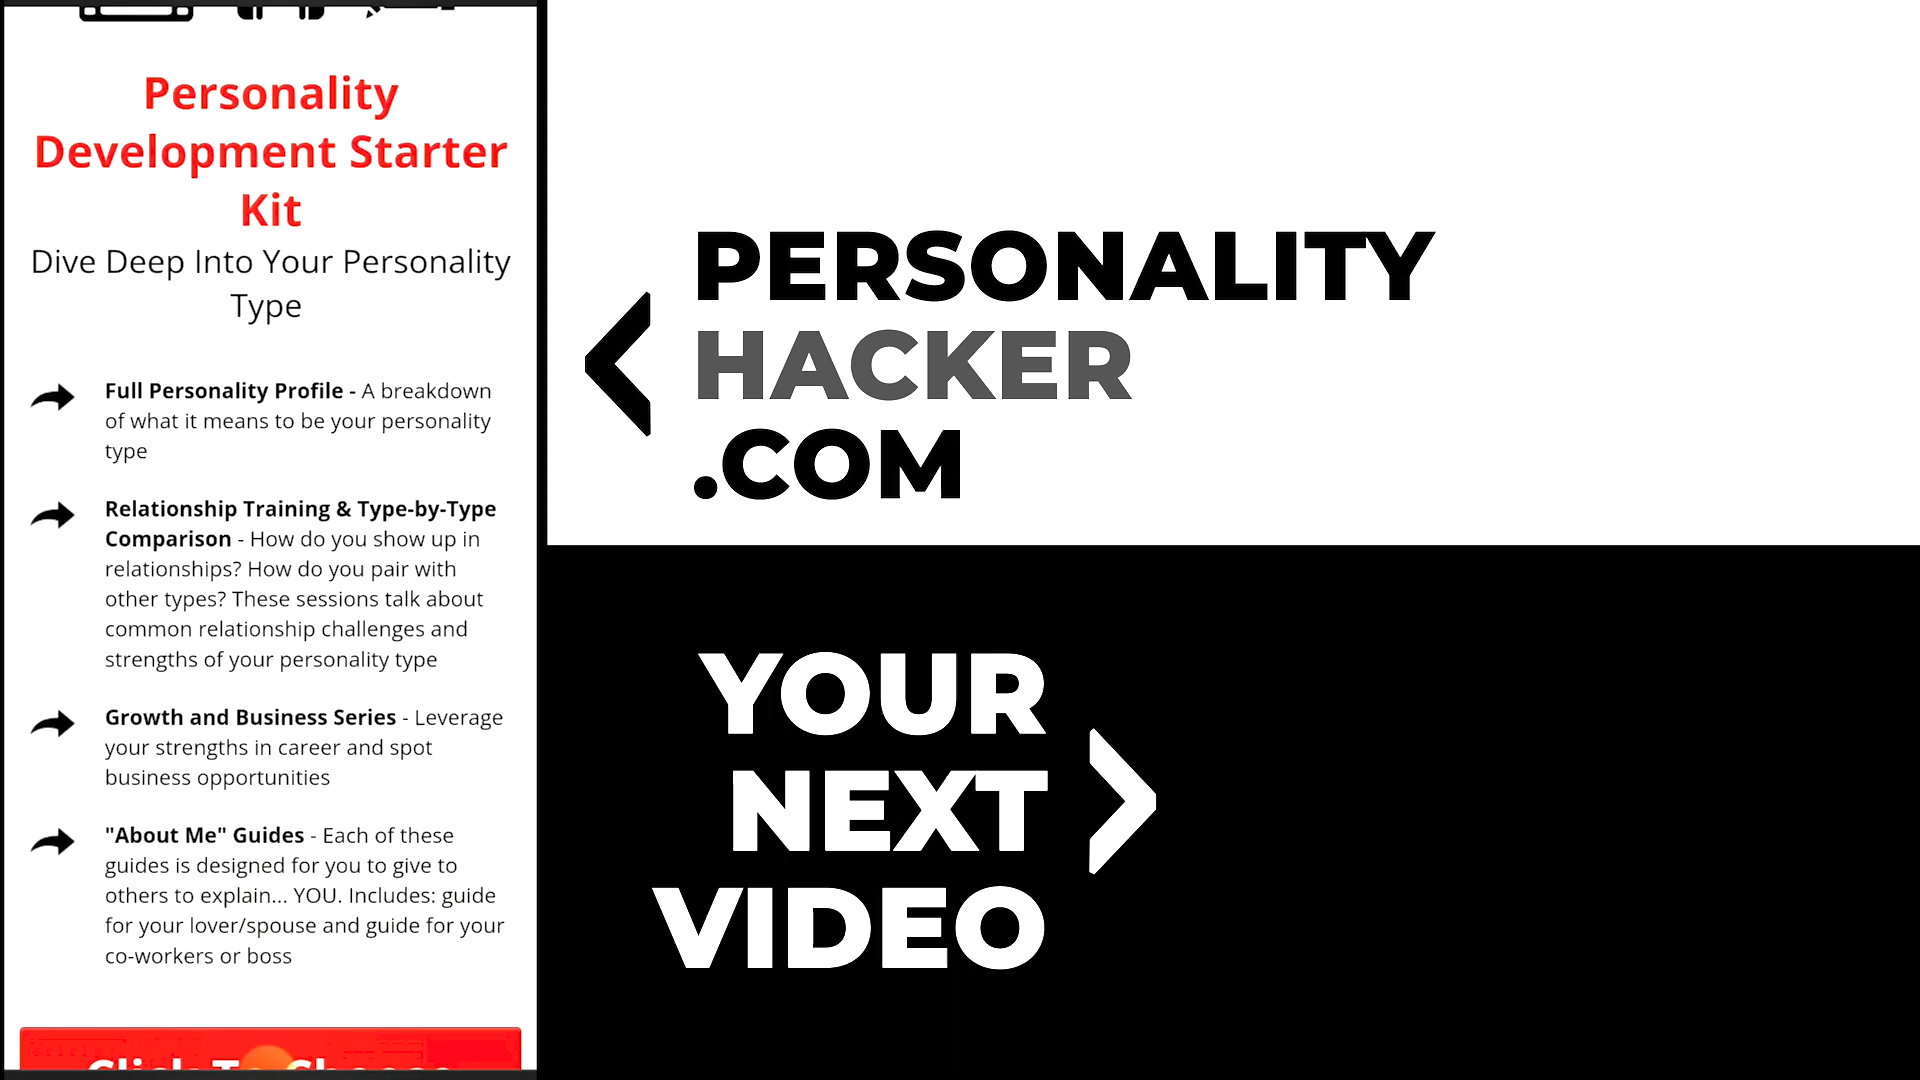 Personality
Development Starter
Kit
Dive Deep Into Your Personality
Type
Full Personality Profile - A breakdown
of what it means to be your personality
type
Relationship Training & Type-by-Type
Comparison - How do you show up in
relationships? How do you pair with
other types? These sessions talk about
common relationship challenges and
strengths of your personality type
Growth and Business Series - Leverage
your strengths in career and spot
business opportunities
"About Me" Guides - Each of these
guides is designed for you to give to
others to explain... YOU. Includes: guide
for your lover/spouse and guide for your
co-workers or boss
Click To Choose
PERSONALITY
HACKER
.COM
YOUR
NEXT
VIDEO